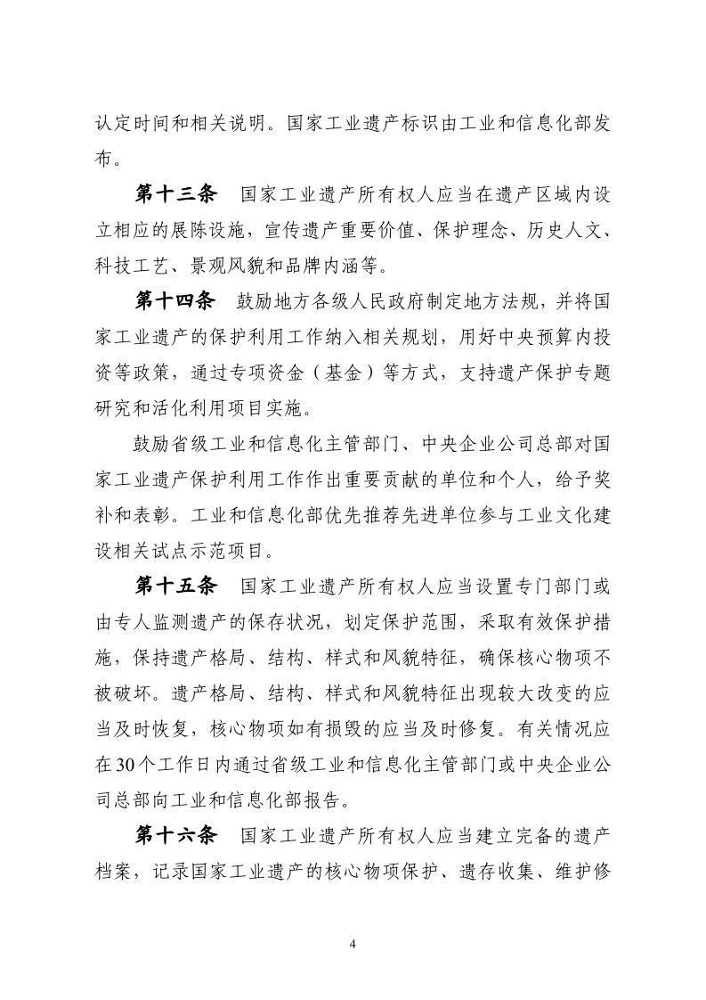 认定时间和相关说明。国家工业遗产标识由工业和信息化部发
布。
第十三条 国家工业遗产所有权人应当在遗产区域内设
立相应的展陈设施，宣传遗产重要价值、保护理念、历史人文、
科技工艺、景观风貌和品牌内涵等。
第十四条 鼓励地方各级人民政府制定地方法规，并将国
家工业遗产的保护利用工作纳入相关规划，用好中央预算内投
资等政策，通过专项资金（基金）等方式，支持遗产保护专题
研究和活化利用项目实施。
鼓励省级工业和信息化主管部门、中央企业公司总部对国
家工业遗产保护利用工作作出重要贡献的单位和个人，给予奖
补和表彰。工业和信息化部优先推荐先进单位参与工业文化建
设相关试点示范项目。
第十五条 国家工业遗产所有权人应当设置专门部门或
由专人监测遗产的保存状况，划定保护范围，采取有效保护措
施，保持遗产格局、结构、样式和风貌特征，确保核心物项不
被破坏。遗产格局、结构、样式和风貌特征出现较大改变的应
当及时恢复，核心物项如有损毁的应当及时修复。有关情况应
在 30 个工作日内通过省级工业和信息化主管部门或中央企业公
司总部向工业和信息化部报告。
第十六条 国家工业遗产所有权人应当建立完备的遗产
档案，记录国家工业遗产的核心物项保护、遗存收集、维护修
4